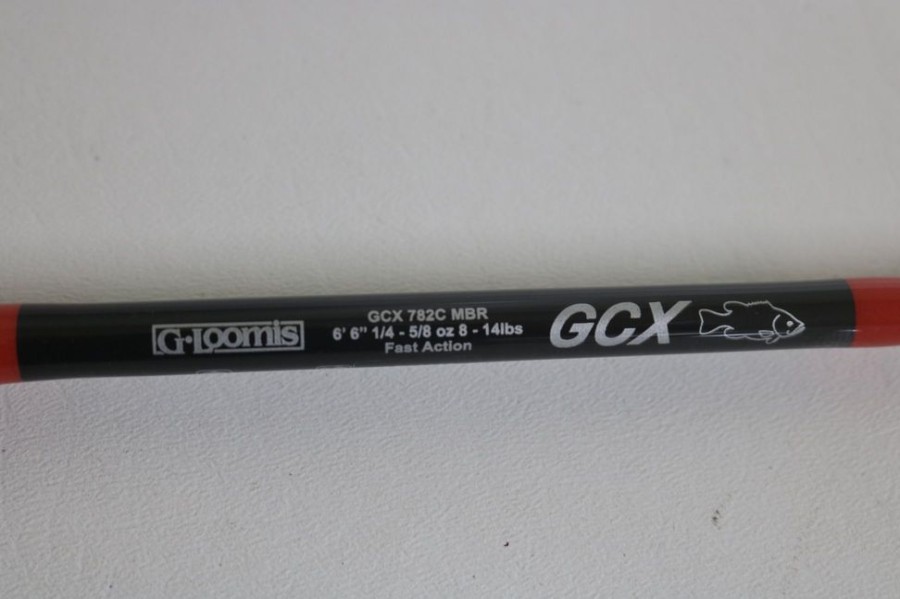 G·Loomis
GCX 782C MBR
6' 6" 1/4 - 5/8 oz 8 - 14lbs
Fast Action
GCX